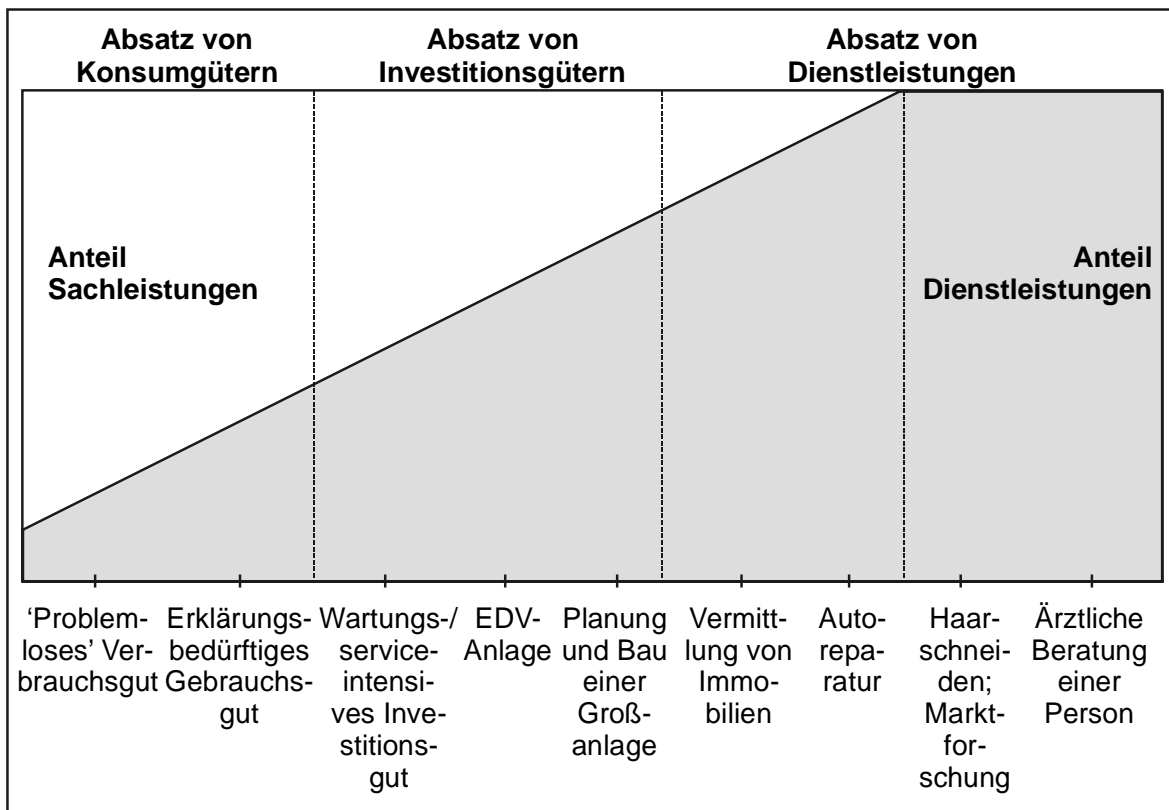 Absatz von
Konsumgütern
Absatz von
Investitionsgütern
Absatz von
Dienstleistungen
Anteil
Sachleistungen
Anteil
Dienstleistungen
‘Problem-
loses’ Ver-
brauchsgut
Erklärungs-
bedürftiges
Gebrauchs-
gut
Wartungs-/
service-
intensi-
ves Inve-
stitions-
gut
EDV-
Anlage
Planung
und Bau
einer
Groß-
anlage
Vermitt-
lung von
Immo-
bilien
Auto-
repa-
ratur
Haar-
schnei-
den;
Markt-
for-
schung
Ärztliche
Beratung
einer
Person